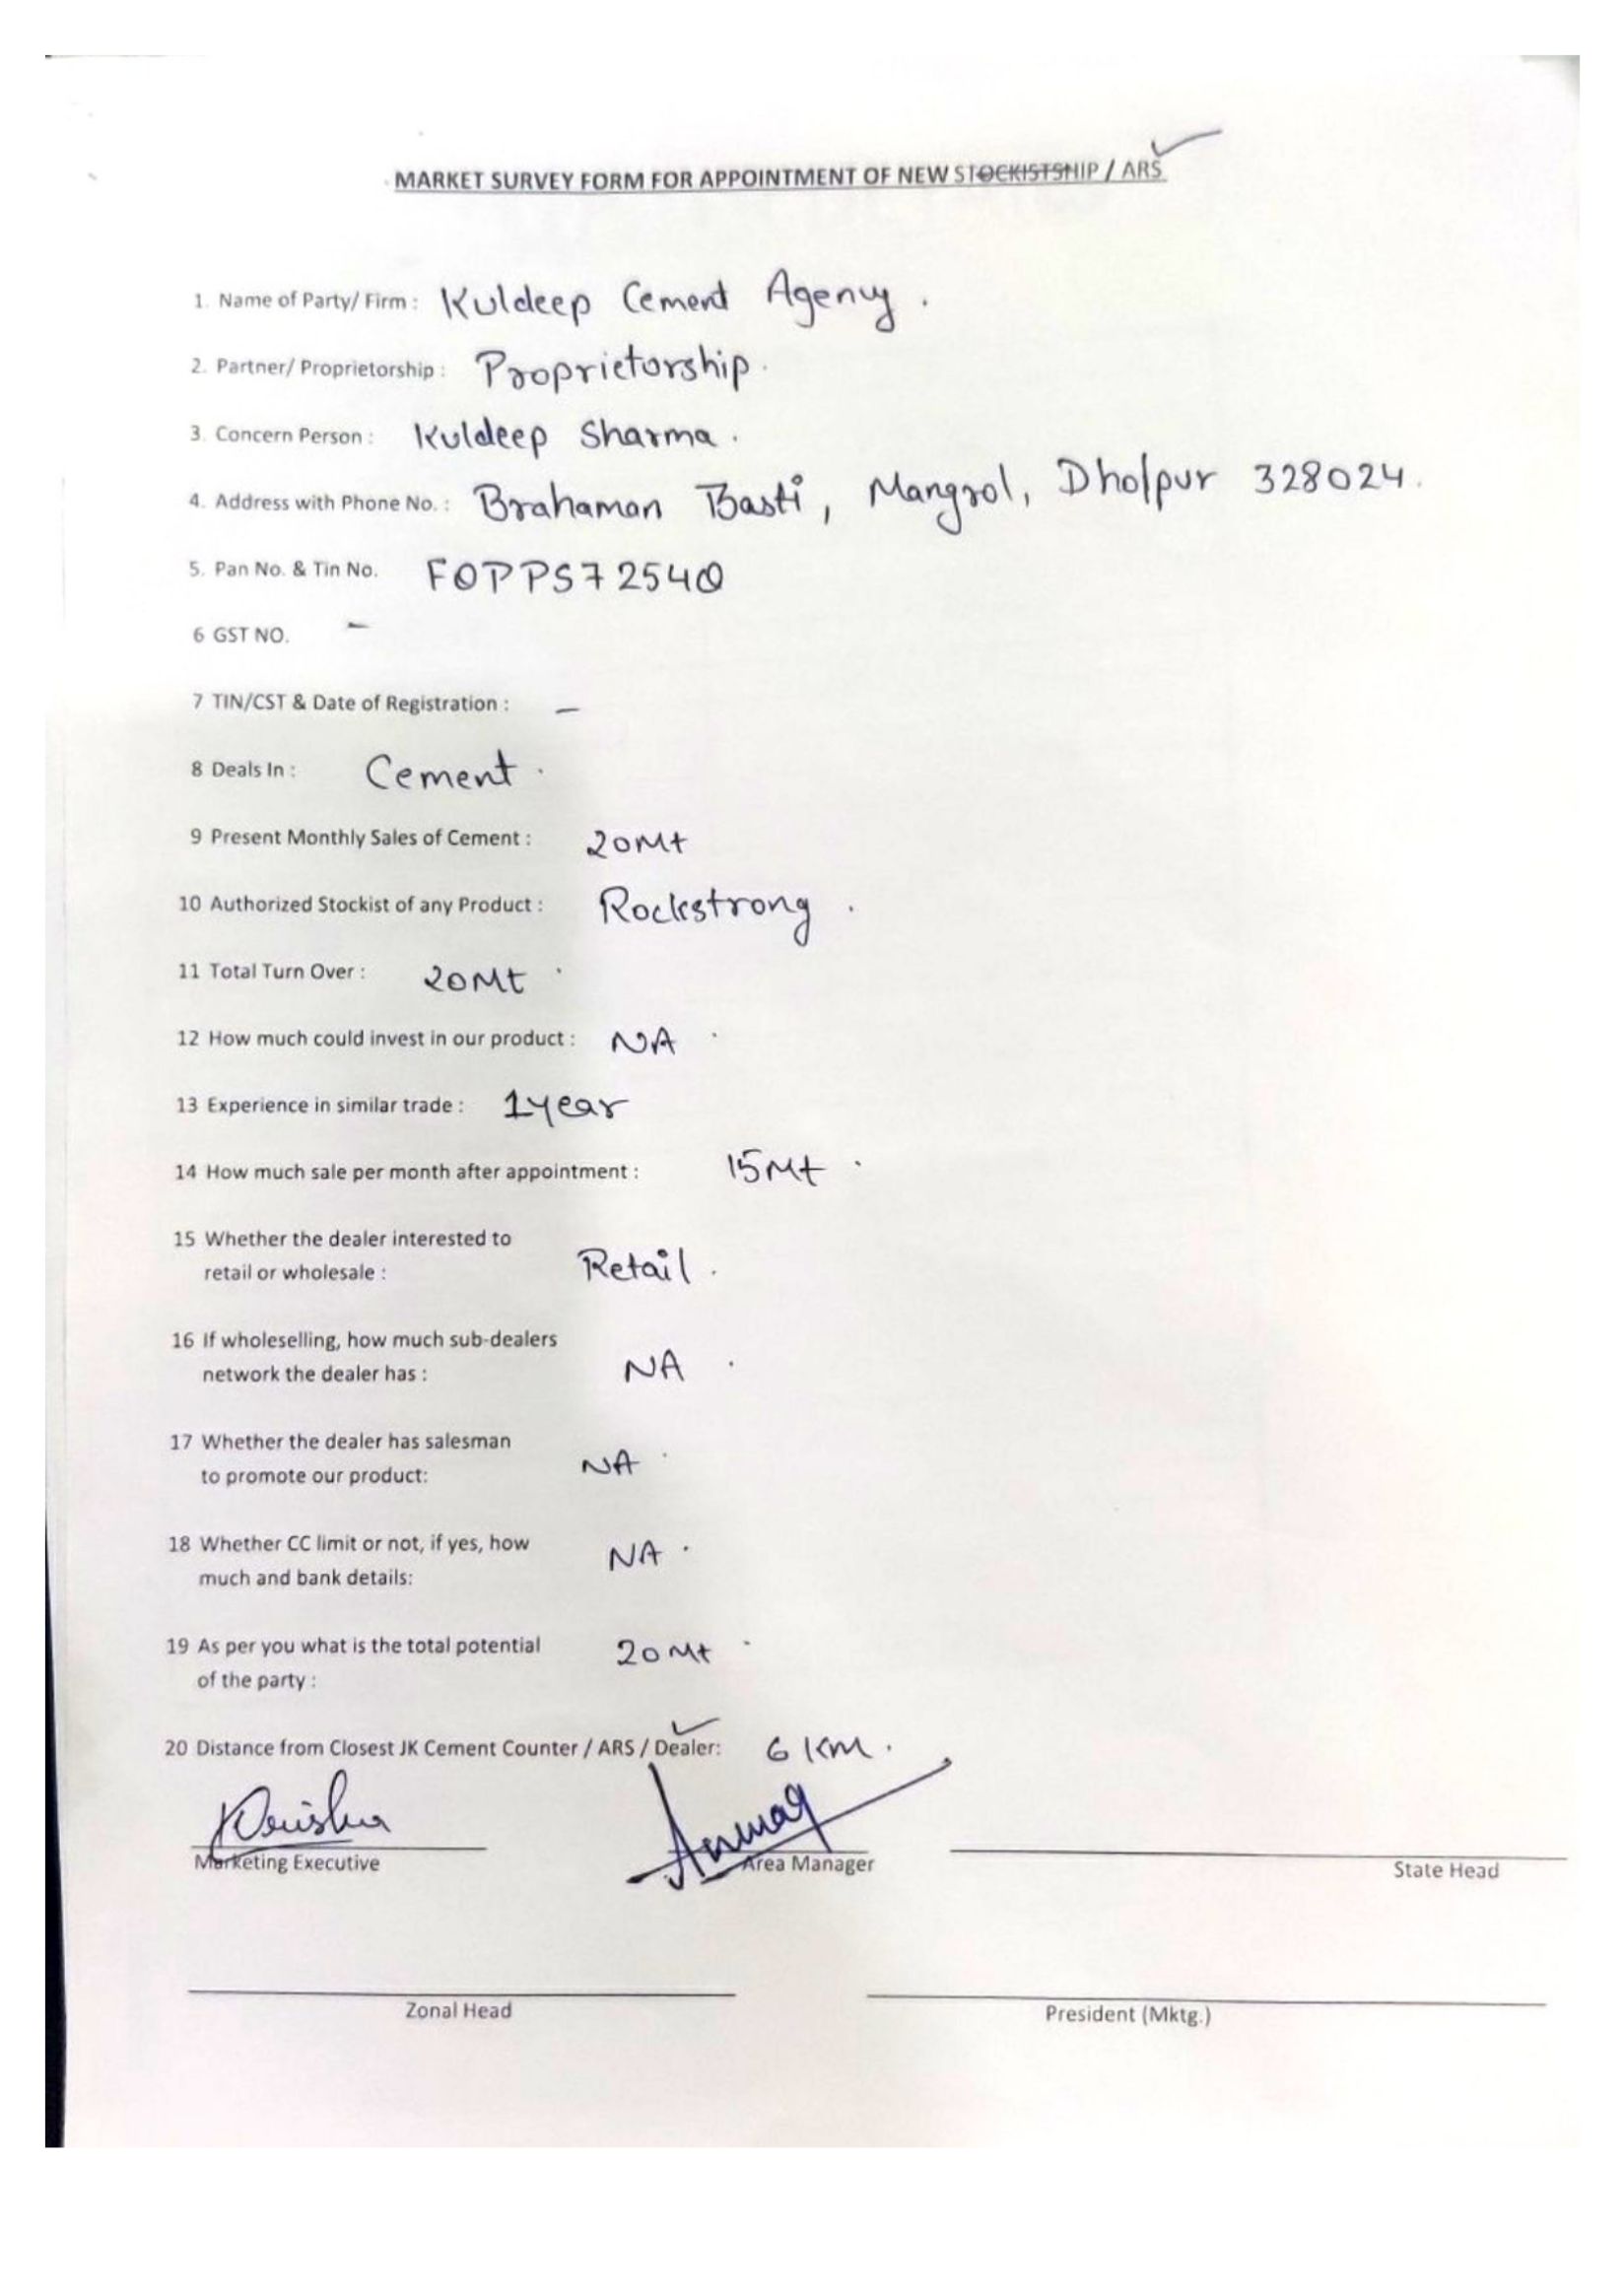 MARKET SURVEY FORM FOR APPOINTMENT OF NEW STOCKISTSHIP / ARS
1. Name of Party/ Firm : Kuldeep Cement Agency.
2. Partner/ Proprietorship : Proprietorship.
3. Concern Person : Kuldeep Sharma.
4. Address with Phone No. : Brahaman Basti, Mangrol, Dholpur 328024.
5. Pan No. & Tin No. FOPPS7254Q
6 GST NO. -
7 TIN/CST & Date of Registration : -
8 Deals In : Cement.
9 Present Monthly Sales of Cement : 20Mt
10 Authorized Stockist of any Product : Rockstrong.
11 Total Turn Over : 20Mt.
12 How much could invest in our product : NA.
13 Experience in similar trade : 1year
14 How much sale per month after appointment : 15Mt.
15 Whether the dealer interested to
retail or wholesale : Retail.
16 If wholeselling, how much sub-dealers
network the dealer has : NA.
17 Whether the dealer has salesman
to promote our product: NA.
18 Whether CC limit or not, if yes, how
much and bank details: NA.
19 As per you what is the total potential
of the party : 20Mt.
20 Distance from Closest JK Cement Counter / ARS / Dealer: 6 KM.
Marketing Executive Area Manager State Head
Zonal Head President (Mktg.)